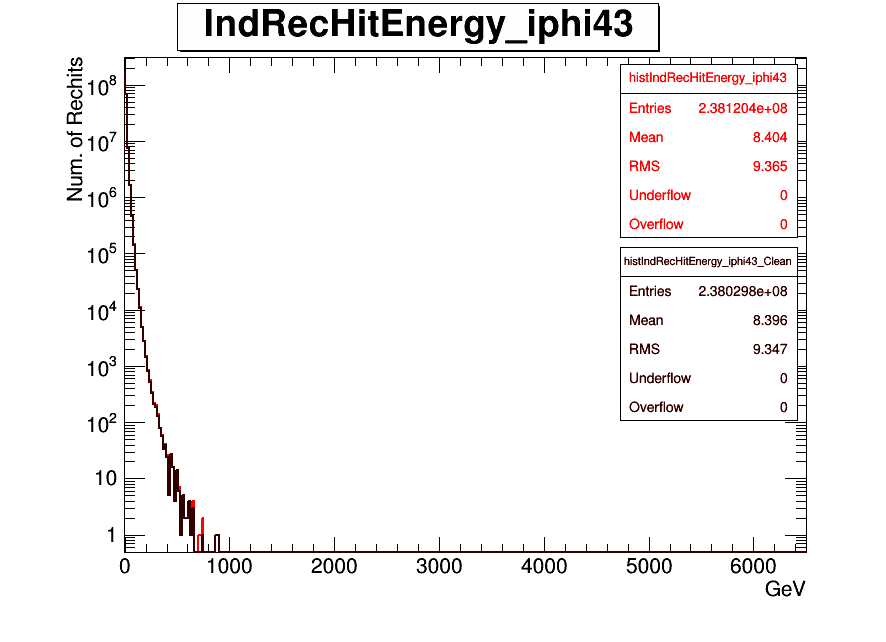 IndRecHitEnergy_iphi43
Num. of Rechits
10^8
10^7
10^6
10^5
10^4
10^3
10^2
10
1
0 1000 2000 3000 4000 5000 6000
GeV
histIndRecHitEnergy_iphi43
Entries 2.381204e+08
Mean 8.404
RMS 9.365
Underflow 0
Overflow 0
histIndRecHitEnergy_iphi43_Clean
Entries 2.380298e+08
Mean 8.396
RMS 9.347
Underflow 0
Overflow 0